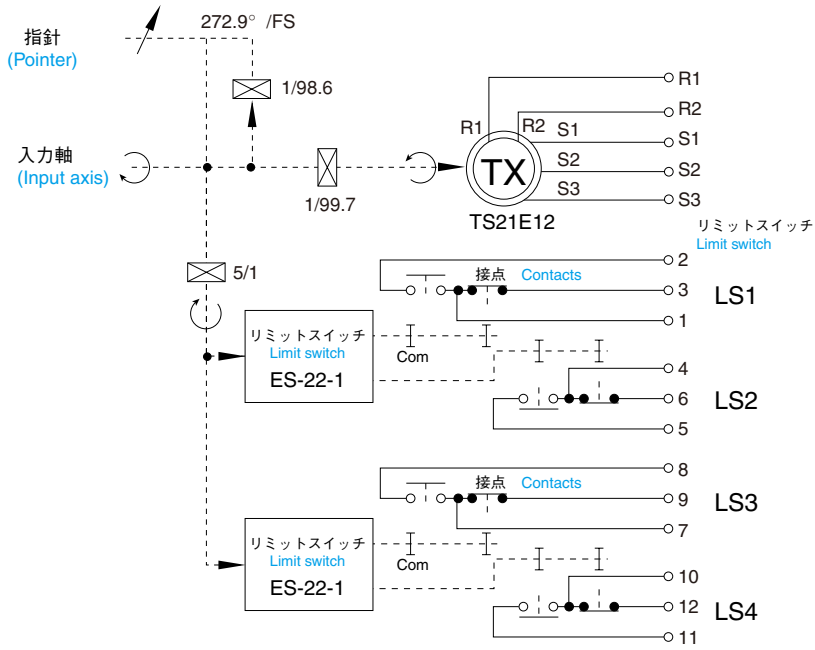 272.9° /FS
指針
(Pointer)
1/98.6
R1
R2
R1 R2 S1
S1
入力軸
(Input axis)
TX
S2
S2
S3
S3
1/99.7
TS21E12
リミットスイッチ
Limit switch
2
5/1
接点 Contacts
3
LS1
1
リミットスイッチ
Limit switch
ES-22-1
Com
4
6
LS2
5
8
接点 Contacts
9
LS3
7
リミットスイッチ
Limit switch
ES-22-1
Com
10
12
LS4
11